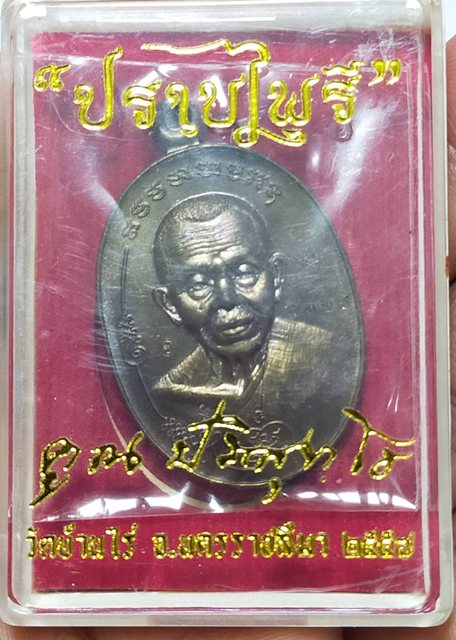 “ปราบไพรี”
คูณ ปริสุทฺโธ
วัดบ้านไร่ จ.นครราชสีมา ๒๕๕๗